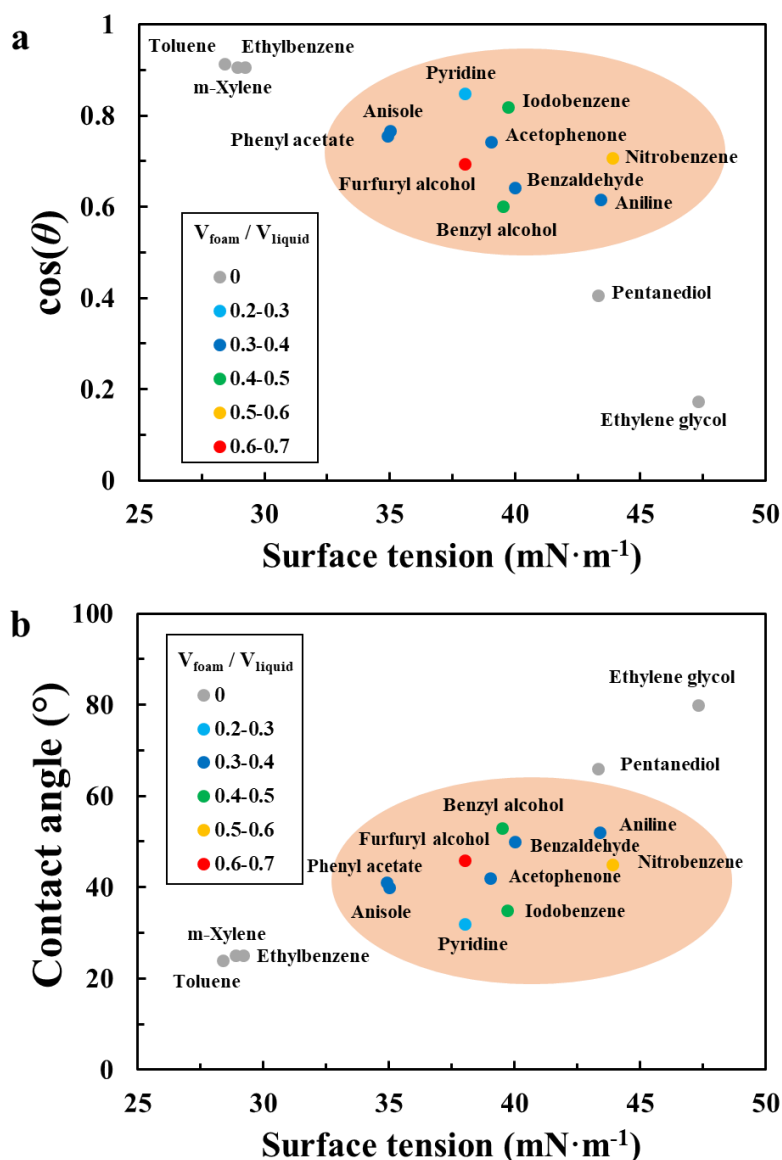 a
1
0.8
0.6
0.4
0.2
0
cos(θ)
Toluene
Ethylbenzene
m-Xylene
Pyridine
Iodobenzene
Anisole
Phenyl acetate
Acetophenone
Nitrobenzene
Furfuryl alcohol
Benzaldehyde
Benzyl alcohol
Aniline
Pentanediol
Ethylene glycol
V_foam / V_liquid
0
0.2-0.3
0.3-0.4
0.4-0.5
0.5-0.6
0.6-0.7
25 30 35 40 45 50
Surface tension (mN·m⁻¹)
b
100
80
60
40
20
0
Contact angle (°)
V_foam / V_liquid
0
0.2-0.3
0.3-0.4
0.4-0.5
0.5-0.6
0.6-0.7
Ethylene glycol
Pentanediol
Benzyl alcohol
Aniline
Furfuryl alcohol
Benzaldehyde
Phenyl acetate
Nitrobenzene
Acetophenone
Anisole
Iodobenzene
m-Xylene
Pyridine
Ethylbenzene
Toluene
25 30 35 40 45 50
Surface tension (mN·m⁻¹)